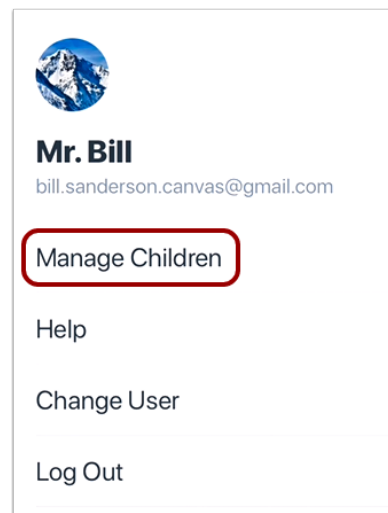 Mr. Bill
bill.sanderson.canvas@gmail.com
Manage Children
Help
Change User
Log Out